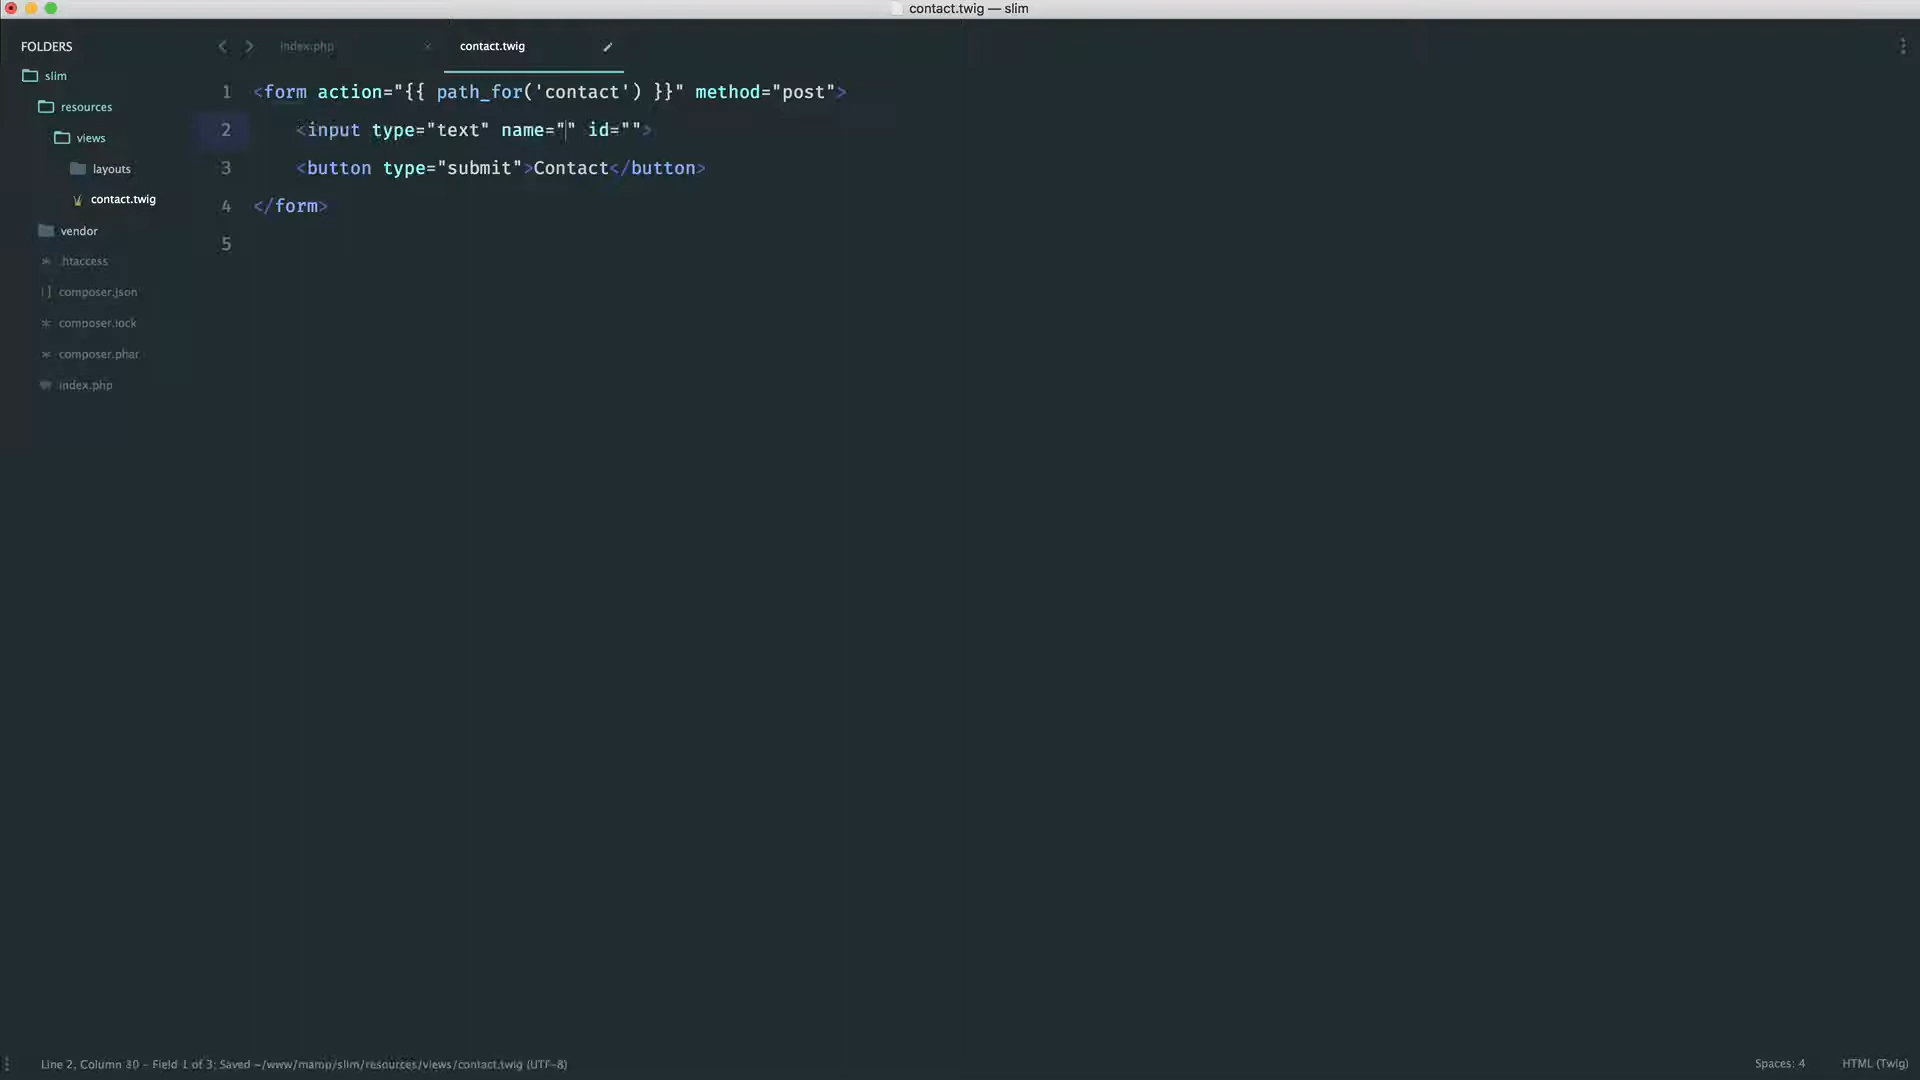 contact.twig — slim
FOLDERS
slim
resources
views
layouts
contact.twig
vendor
.htaccess
composer.json
composer.lock
composer.phar
index.php
index.php
contact.twig
1 <form action="{{ path_for('contact') }}" method="post">
2 <input type="text" name="" id="">
3 <button type="submit">Contact</button>
4 </form>
5
Line 2, Column 30 – Field 1 of 3; Saved ~/www/mamp/slim/resources/views/contact.twig (UTF-8)
Spaces: 4
HTML (Twig)